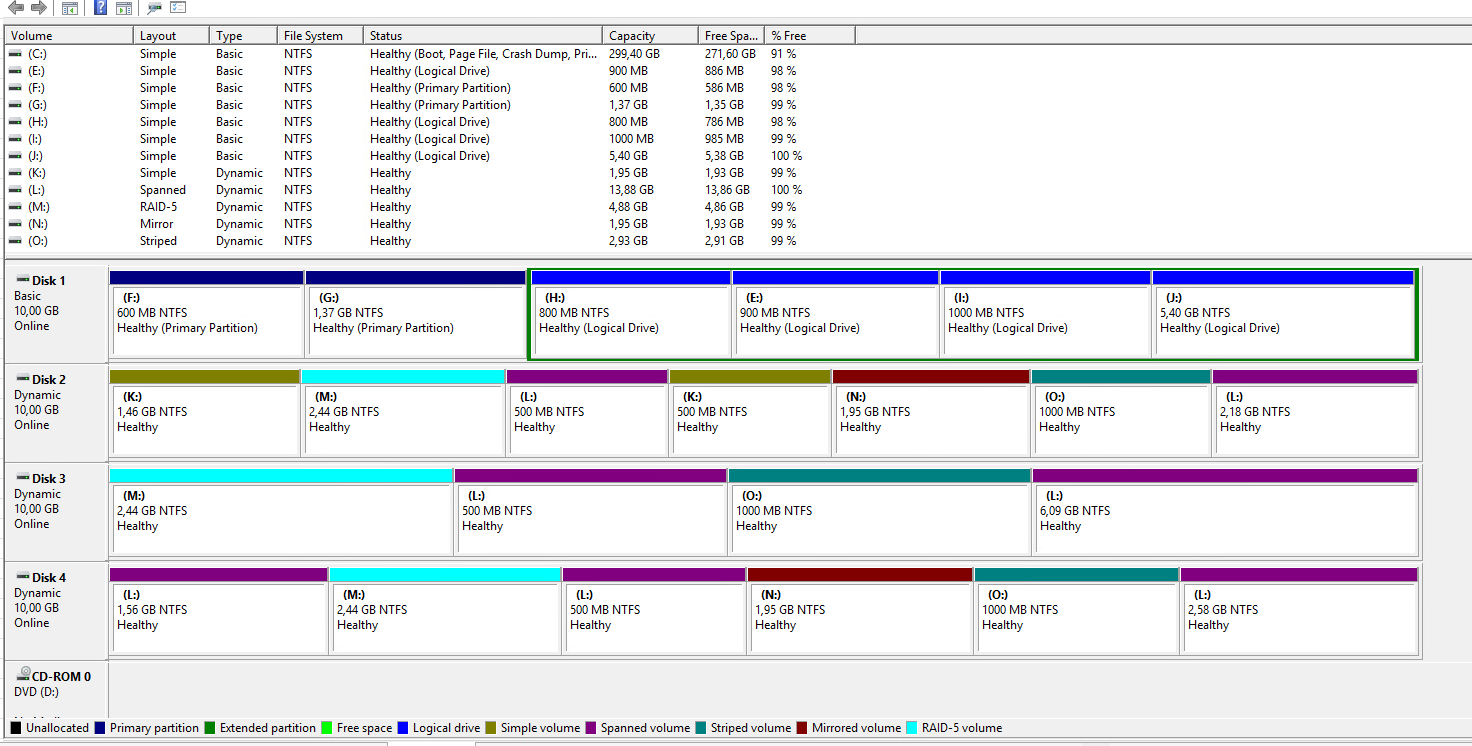 Volume Layout Type File System Status Capacity Free Spa... % Free
(C:) Simple Basic NTFS Healthy (Boot, Page File, Crash Dump, Pri... 299,40 GB 271,60 GB 91 %
(E:) Simple Basic NTFS Healthy (Logical Drive) 900 MB 886 MB 98 %
(F:) Simple Basic NTFS Healthy (Primary Partition) 600 MB 586 MB 98 %
(G:) Simple Basic NTFS Healthy (Primary Partition) 1,37 GB 1,35 GB 99 %
(H:) Simple Basic NTFS Healthy (Logical Drive) 800 MB 786 MB 98 %
(I:) Simple Basic NTFS Healthy (Logical Drive) 1000 MB 985 MB 99 %
(J:) Simple Basic NTFS Healthy (Logical Drive) 5,40 GB 5,38 GB 100 %
(K:) Simple Dynamic NTFS Healthy 1,95 GB 1,93 GB 99 %
(L:) Spanned Dynamic NTFS Healthy 13,88 GB 13,86 GB 100 %
(M:) RAID-5 Dynamic NTFS Healthy 4,88 GB 4,86 GB 99 %
(N:) Mirror Dynamic NTFS Healthy 1,95 GB 1,93 GB 99 %
(O:) Striped Dynamic NTFS Healthy 2,93 GB 2,91 GB 99 %
Disk 1
Basic
10,00 GB
Online
(F:)
600 MB NTFS
Healthy (Primary Partition)
(G:)
1,37 GB NTFS
Healthy (Primary Partition)
(H:)
800 MB NTFS
Healthy (Logical Drive)
(E:)
900 MB NTFS
Healthy (Logical Drive)
(I:)
1000 MB NTFS
Healthy (Logical Drive)
(J:)
5,40 GB NTFS
Healthy (Logical Drive)
Disk 2
Dynamic
10,00 GB
Online
(K:)
1,46 GB NTFS
Healthy
(M:)
2,44 GB NTFS
Healthy
(L:)
500 MB NTFS
Healthy
(K:)
500 MB NTFS
Healthy
(N:)
1,95 GB NTFS
Healthy
(O:)
1000 MB NTFS
Healthy
(L:)
2,18 GB NTFS
Healthy
Disk 3
Dynamic
10,00 GB
Online
(M:)
2,44 GB NTFS
Healthy
(L:)
500 MB NTFS
Healthy
(O:)
1000 MB NTFS
Healthy
(L:)
6,09 GB NTFS
Healthy
Disk 4
Dynamic
10,00 GB
Online
(L:)
1,56 GB NTFS
Healthy
(M:)
2,44 GB NTFS
Healthy
(L:)
500 MB NTFS
Healthy
(N:)
1,95 GB NTFS
Healthy
(O:)
1000 MB NTFS
Healthy
(L:)
2,58 GB NTFS
Healthy
CD-ROM 0
DVD (D:)
Unallocated Primary partition Extended partition Free space Logical drive Simple volume Spanned volume Striped volume Mirrored volume RAID-5 volume